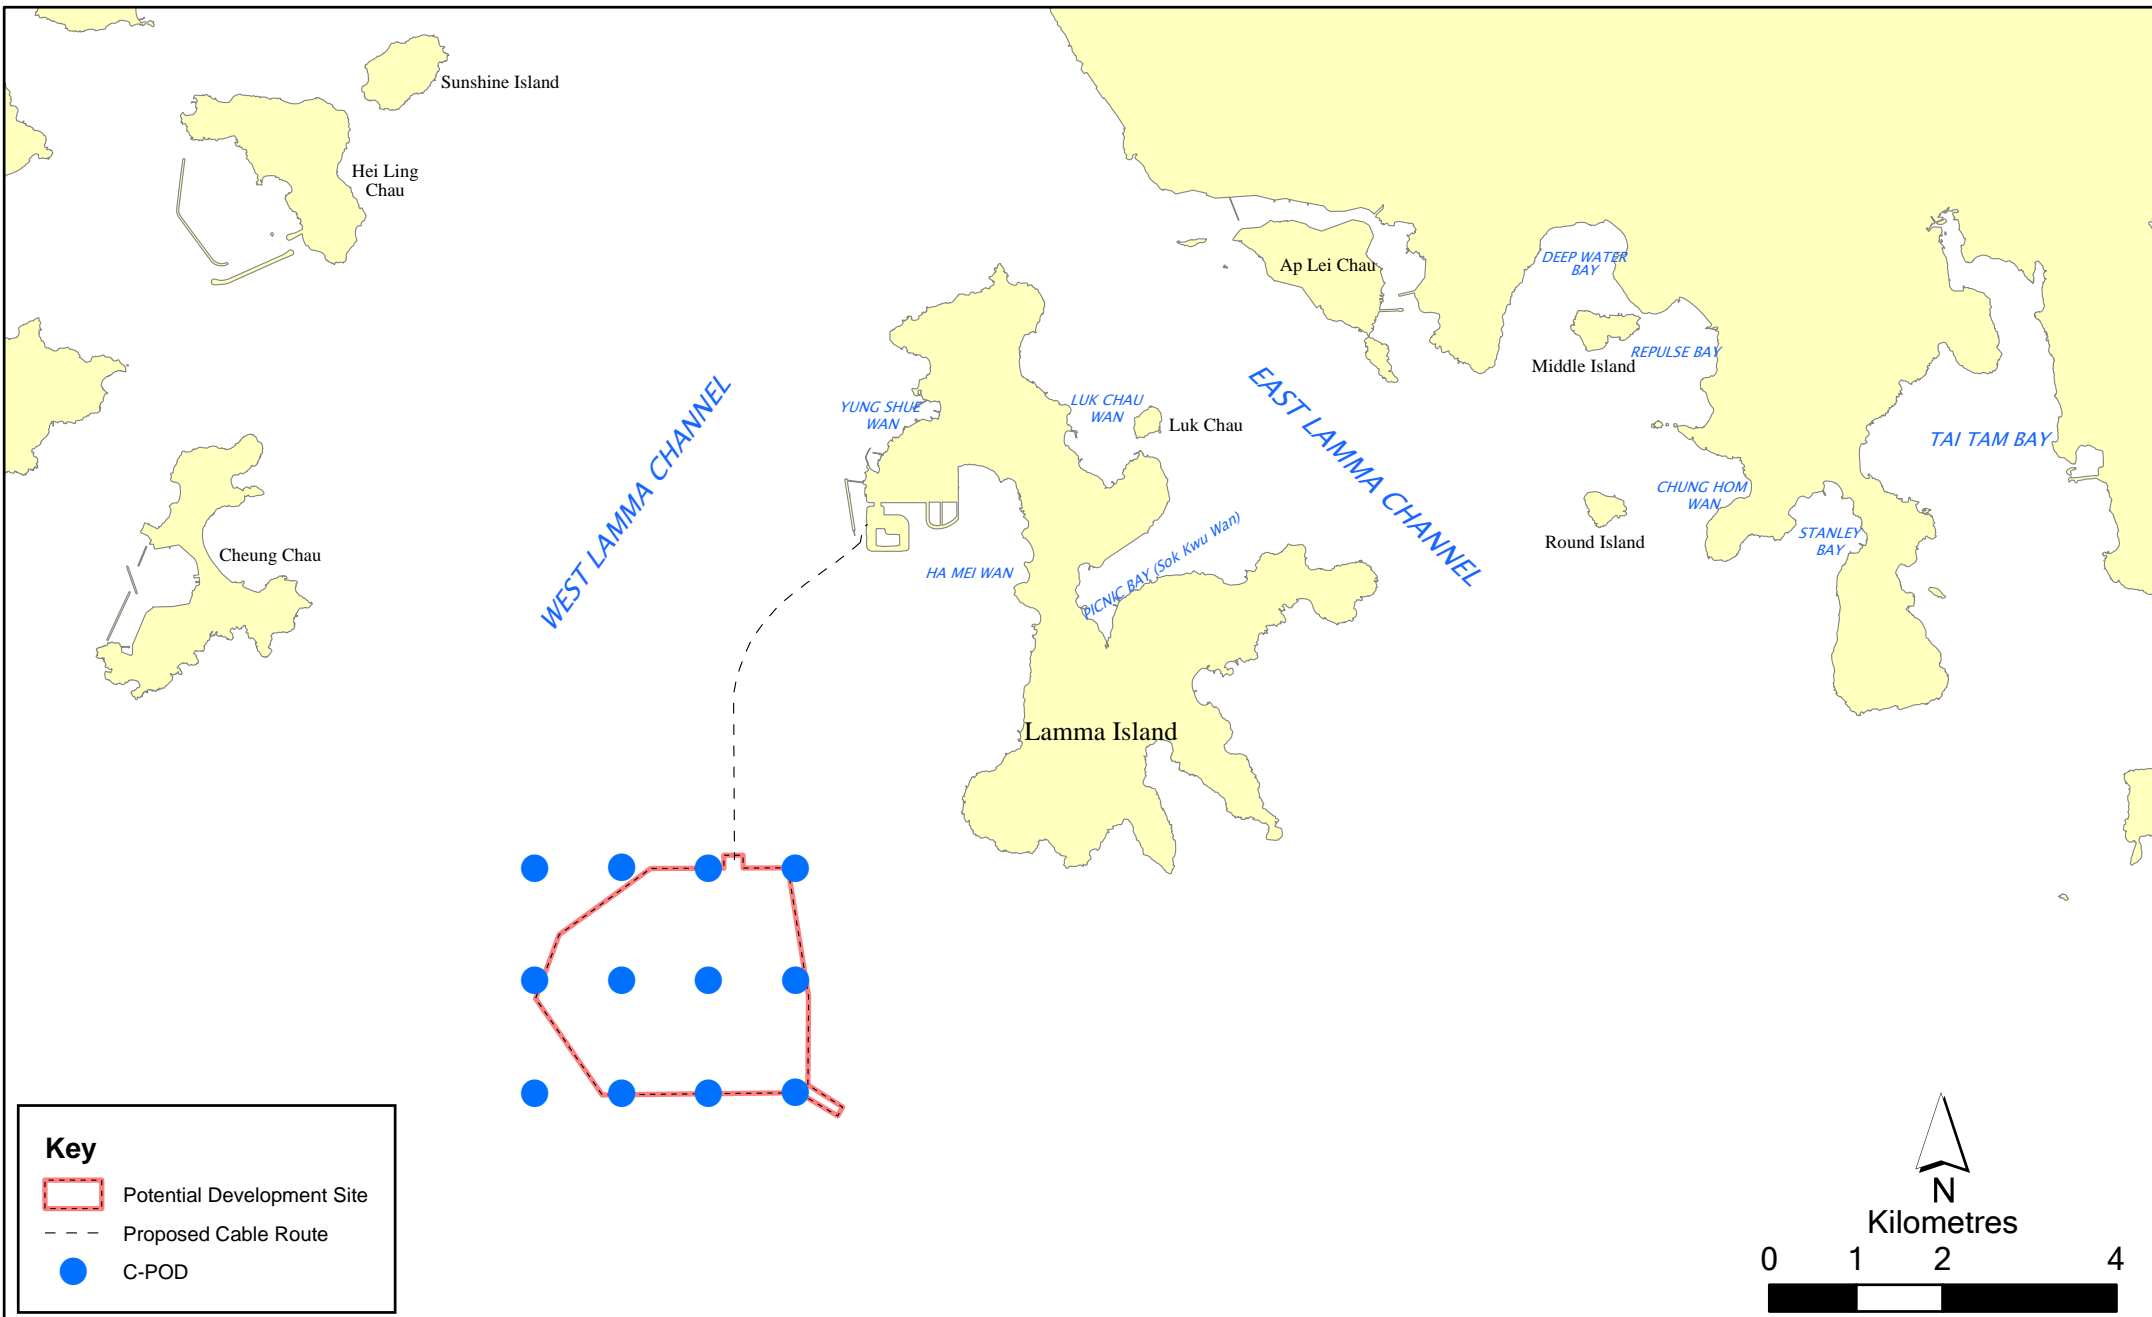 Sunshine Island
Hei Ling
Chau
Ap Lei Chau
DEEP WATER
BAY
Middle Island
REPULSE BAY
YUNG SHUE
WAN
LUK CHAU
WAN
Luk Chau
WEST LAMMA CHANNEL
EAST LAMMA CHANNEL
TAI TAM BAY
CHUNG HOM
WAN
STANLEY
BAY
Round Island
Cheung Chau
HA MEI WAN
PICNIC BAY (Sok Kwu Wan)
Lamma Island
Key
Potential Development Site
Proposed Cable Route
C-POD
N
Kilometres
0 1 2 4